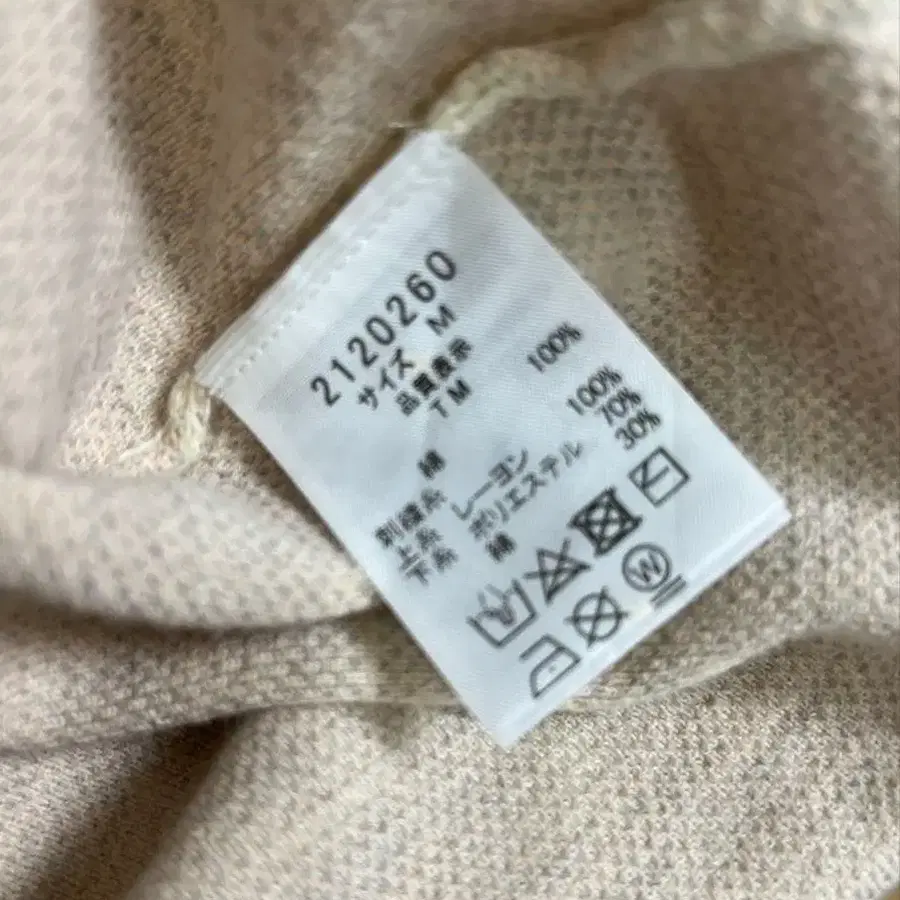 2120260
サイズ M
品質表示
TM
綿 100%
刺繍糸
上糸 レーヨン 100%
下糸 ポリエステル 70%
綿 30%
W